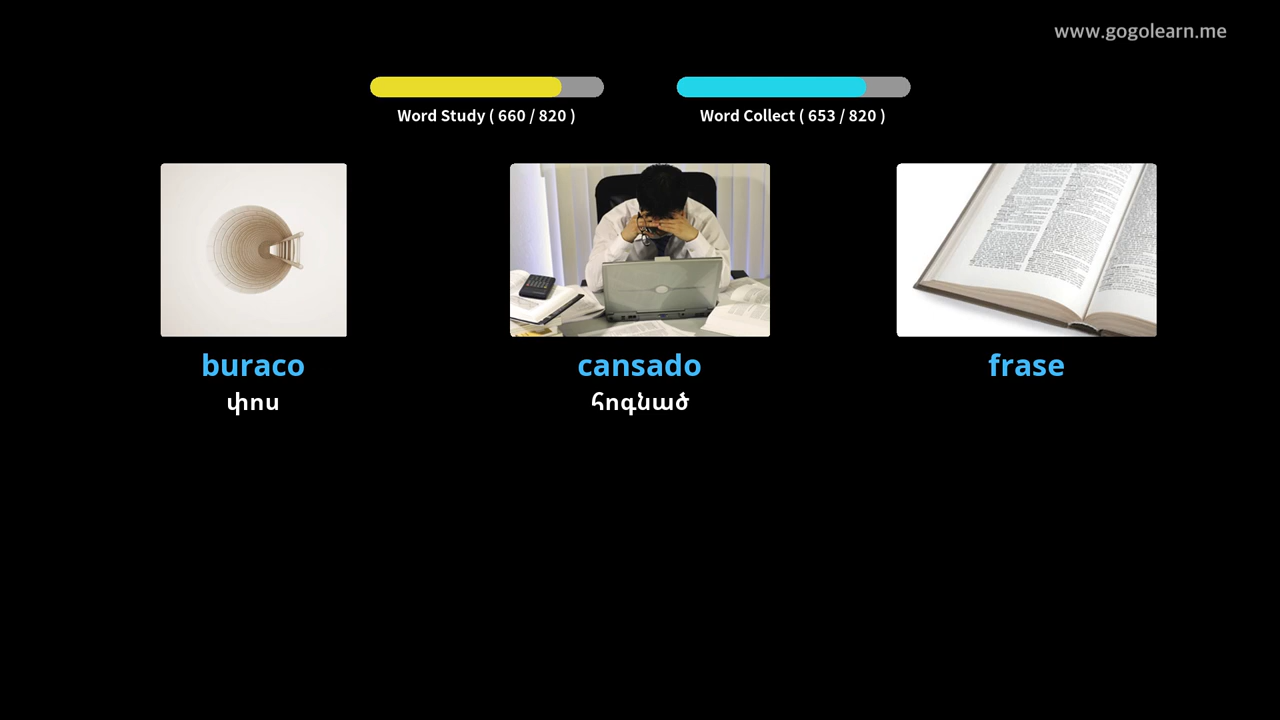 www.gogolearn.me
Word Study ( 660 / 820 )
Word Collect ( 653 / 820 )
buraco
cansado
frase
փոս
հոգնած